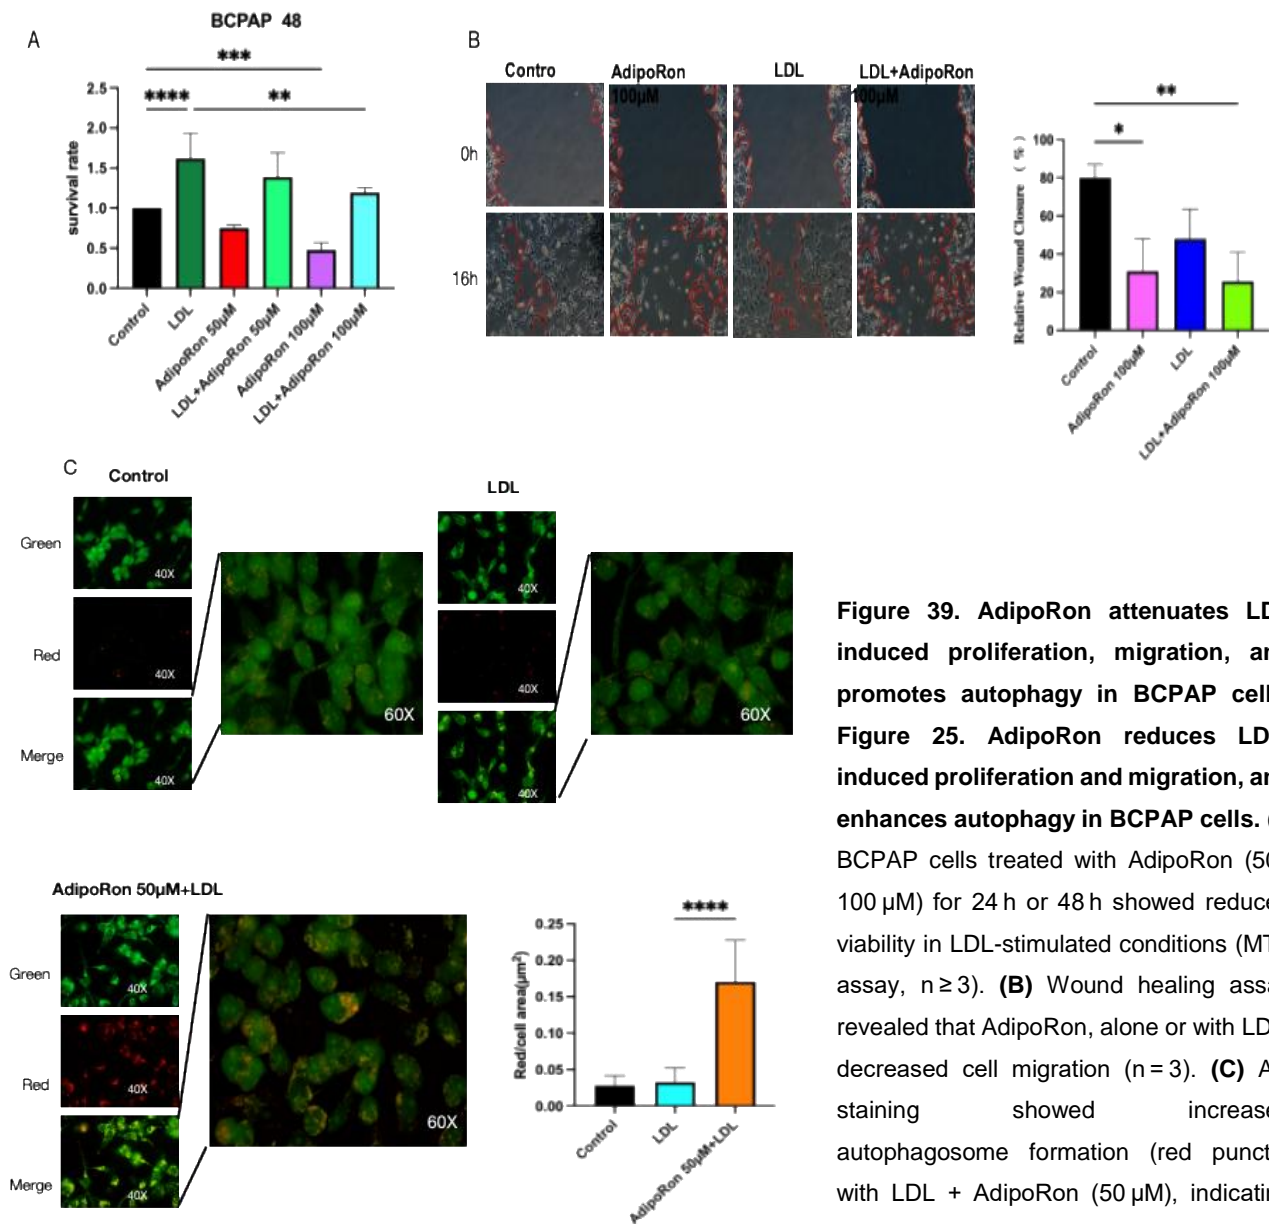 A
BCPAP 48
***
****
**
survival rate
2.5
2.0
1.5
1.0
0.5
0.0
Control
LDL
AdipoRon 50μM
LDL+AdipoRon 50μM
AdipoRon 100μM
LDL+AdipoRon 100μM
B
Contro
AdipoRon 100μM
LDL
LDL+AdipoRon 100μM
0h
16h
**
*
Relative Wound Closure ( % )
100
80
60
40
20
0
Control
AdipoRon 100μM
LDL
LDL+AdipoRon 100μM
C
Control
Green
40X
Red
40X
Merge
40X
60X
LDL
40X
40X
40X
60X
AdipoRon 50μM+LDL
Green
40X
Red
40X
Merge
40X
60X
****
Red/cell area(μm²)
0.25
0.20
0.15
0.10
0.05
0.00
Control
LDL
AdipoRon 50μM+LDL
Figure 39. AdipoRon attenuates LD
induced proliferation, migration, an
promotes autophagy in BCPAP cell
Figure 25. AdipoRon reduces LD
induced proliferation and migration, an
enhances autophagy in BCPAP cells. (
BCPAP cells treated with AdipoRon (50
100 μM) for 24 h or 48 h showed reduce
viability in LDL-stimulated conditions (MT
assay, n ≥ 3). (B) Wound healing assa
revealed that AdipoRon, alone or with LD
decreased cell migration (n = 3). (C) A
staining showed increase
autophagosome formation (red punct
with LDL + AdipoRon (50 μM), indicatin